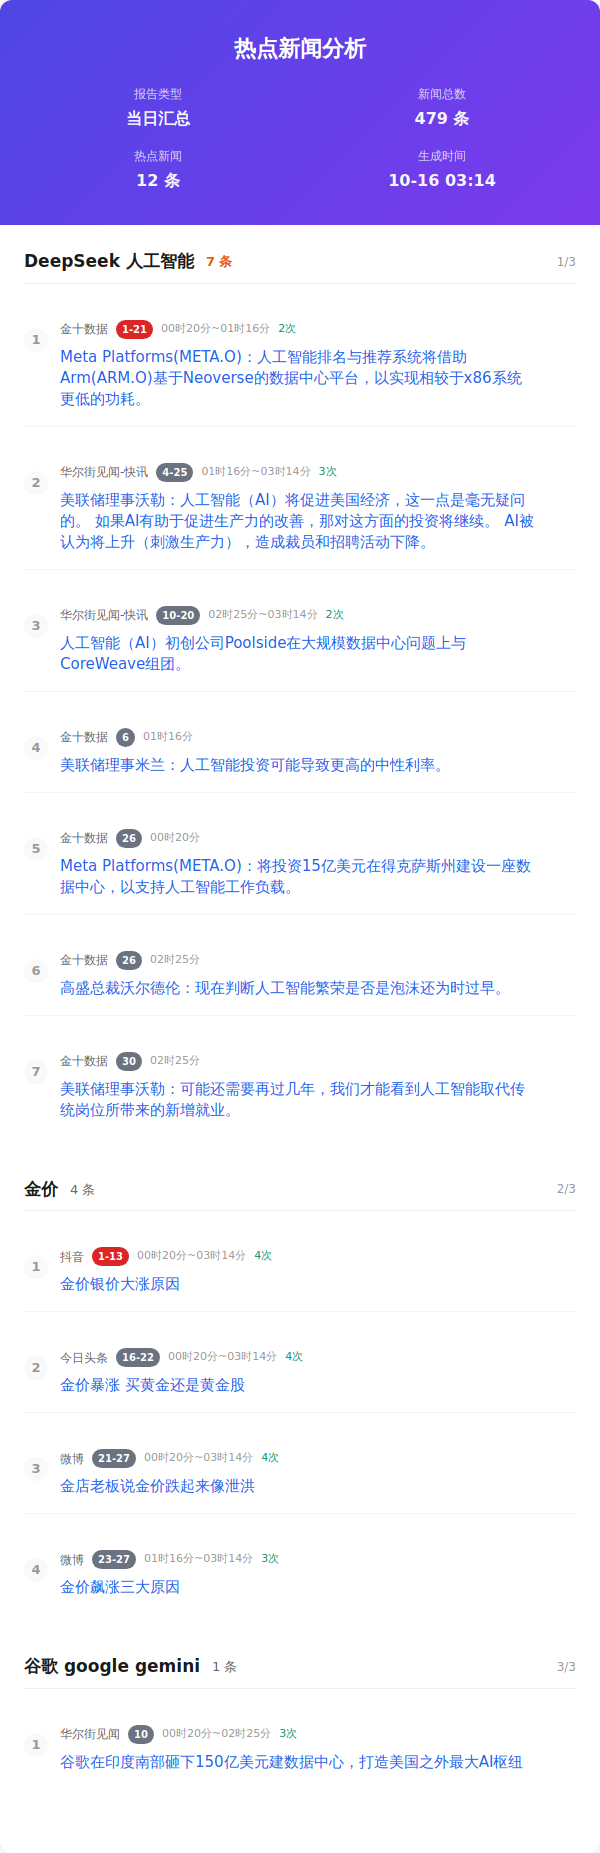 热点新闻分析
报告类型
新闻总数
当日汇总
479 条
热点新闻
生成时间
12 条
10-16 03:14
DeepSeek 人工智能 7 条 1/3
1
金十数据 1-21 00时20分~01时16分 2次
Meta Platforms(META.O)：人工智能排名与推荐系统将借助
Arm(ARM.O)基于Neoverse的数据中心平台，以实现相较于x86系统
更低的功耗。
2
华尔街见闻-快讯 4-25 01时16分~03时14分 3次
美联储理事沃勒：人工智能（AI）将促进美国经济，这一点是毫无疑问
的。 如果AI有助于促进生产力的改善，那对这方面的投资将继续。 AI被
认为将上升（刺激生产力），造成裁员和招聘活动下降。
3
华尔街见闻-快讯 10-20 02时25分~03时14分 2次
人工智能（AI）初创公司Poolside在大规模数据中心问题上与
CoreWeave组团。
4
金十数据 6 01时16分
美联储理事米兰：人工智能投资可能导致更高的中性利率。
5
金十数据 26 00时20分
Meta Platforms(META.O)：将投资15亿美元在得克萨斯州建设一座数
据中心，以支持人工智能工作负载。
6
金十数据 26 02时25分
高盛总裁沃尔德伦：现在判断人工智能繁荣是否是泡沫还为时过早。
7
金十数据 30 02时25分
美联储理事沃勒：可能还需要再过几年，我们才能看到人工智能取代传
统岗位所带来的新增就业。
金价 4 条 2/3
1
抖音 1-13 00时20分~03时14分 4次
金价银价大涨原因
2
今日头条 16-22 00时20分~03时14分 4次
金价暴涨 买黄金还是黄金股
3
微博 21-27 00时20分~03时14分 4次
金店老板说金价跌起来像泄洪
4
微博 23-27 01时16分~03时14分 3次
金价飙涨三大原因
谷歌 google gemini 1 条 3/3
1
华尔街见闻 10 00时20分~02时25分 3次
谷歌在印度南部砸下150亿美元建数据中心，打造美国之外最大AI枢纽